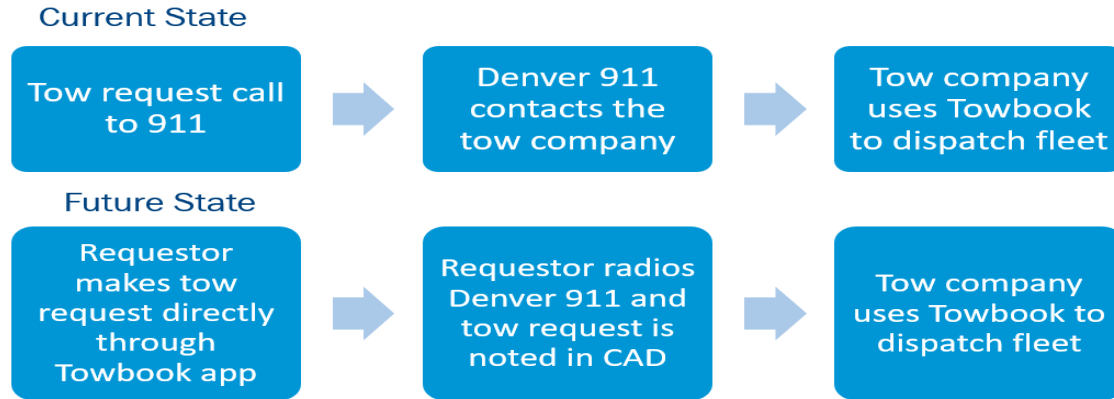 Current State
Tow request call
to 911
Denver 911
contacts the
tow company
Tow company
uses Towbook
to dispatch fleet
Future State
Requestor
makes tow
request directly
through
Towbook app
Requestor radios
Denver 911 and
tow request is
noted in CAD
Tow company
uses Towbook to
dispatch fleet